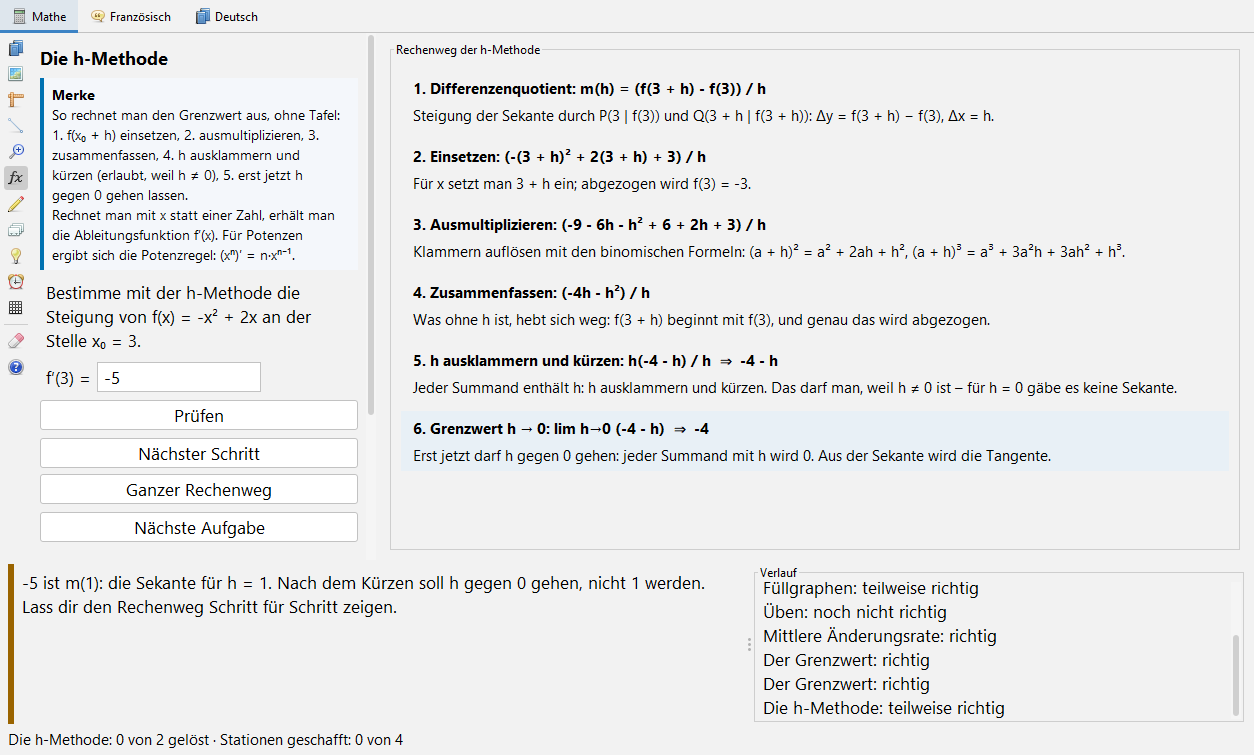 Mathe
Französisch
Deutsch
Die h-Methode
Merke
So rechnet man den Grenzwert aus, ohne Tafel:
1. f(x₀ + h) einsetzen, 2. ausmultiplizieren, 3.
zusammenfassen, 4. h ausklammern und
kürzen (erlaubt, weil h ≠ 0), 5. erst jetzt h
gegen 0 gehen lassen.
Rechnet man mit x statt einer Zahl, erhält man
die Ableitungsfunktion f'(x). Für Potenzen
ergibt sich die Potenzregel: (xⁿ)' = n·xⁿ⁻¹.
Bestimme mit der h-Methode die
Steigung von f(x) = -x² + 2x an der
Stelle x₀ = 3.
f'(3) = -5
Prüfen
Nächster Schritt
Ganzer Rechenweg
Nächste Aufgabe
Rechenweg der h-Methode
1. Differenzenquotient: m(h) = (f(3 + h) - f(3)) / h
Steigung der Sekante durch P(3 | f(3)) und Q(3 + h | f(3 + h)): Δy = f(3 + h) − f(3), Δx = h.
2. Einsetzen: (-(3 + h)² + 2(3 + h) + 3) / h
Für x setzt man 3 + h ein; abgezogen wird f(3) = -3.
3. Ausmultiplizieren: (-9 - 6h - h² + 6 + 2h + 3) / h
Klammern auflösen mit den binomischen Formeln: (a + h)² = a² + 2ah + h², (a + h)³ = a³ + 3a²h + 3ah² + h³.
4. Zusammenfassen: (-4h - h²) / h
Was ohne h ist, hebt sich weg: f(3 + h) beginnt mit f(3), und genau das wird abgezogen.
5. h ausklammern und kürzen: h(-4 - h) / h ⇒ -4 - h
Jeder Summand enthält h: h ausklammern und kürzen. Das darf man, weil h ≠ 0 ist – für h = 0 gäbe es keine Sekante.
6. Grenzwert h → 0: lim h→0 (-4 - h) ⇒ -4
Erst jetzt darf h gegen 0 gehen: jeder Summand mit h wird 0. Aus der Sekante wird die Tangente.
-5 ist m(1): die Sekante für h = 1. Nach dem Kürzen soll h gegen 0 gehen, nicht 1 werden.
Lass dir den Rechenweg Schritt für Schritt zeigen.
Verlauf
Füllgraphen: teilweise richtig
Üben: noch nicht richtig
Mittlere Änderungsrate: richtig
Der Grenzwert: richtig
Der Grenzwert: richtig
Die h-Methode: teilweise richtig
Die h-Methode: 0 von 2 gelöst · Stationen geschafft: 0 von 4